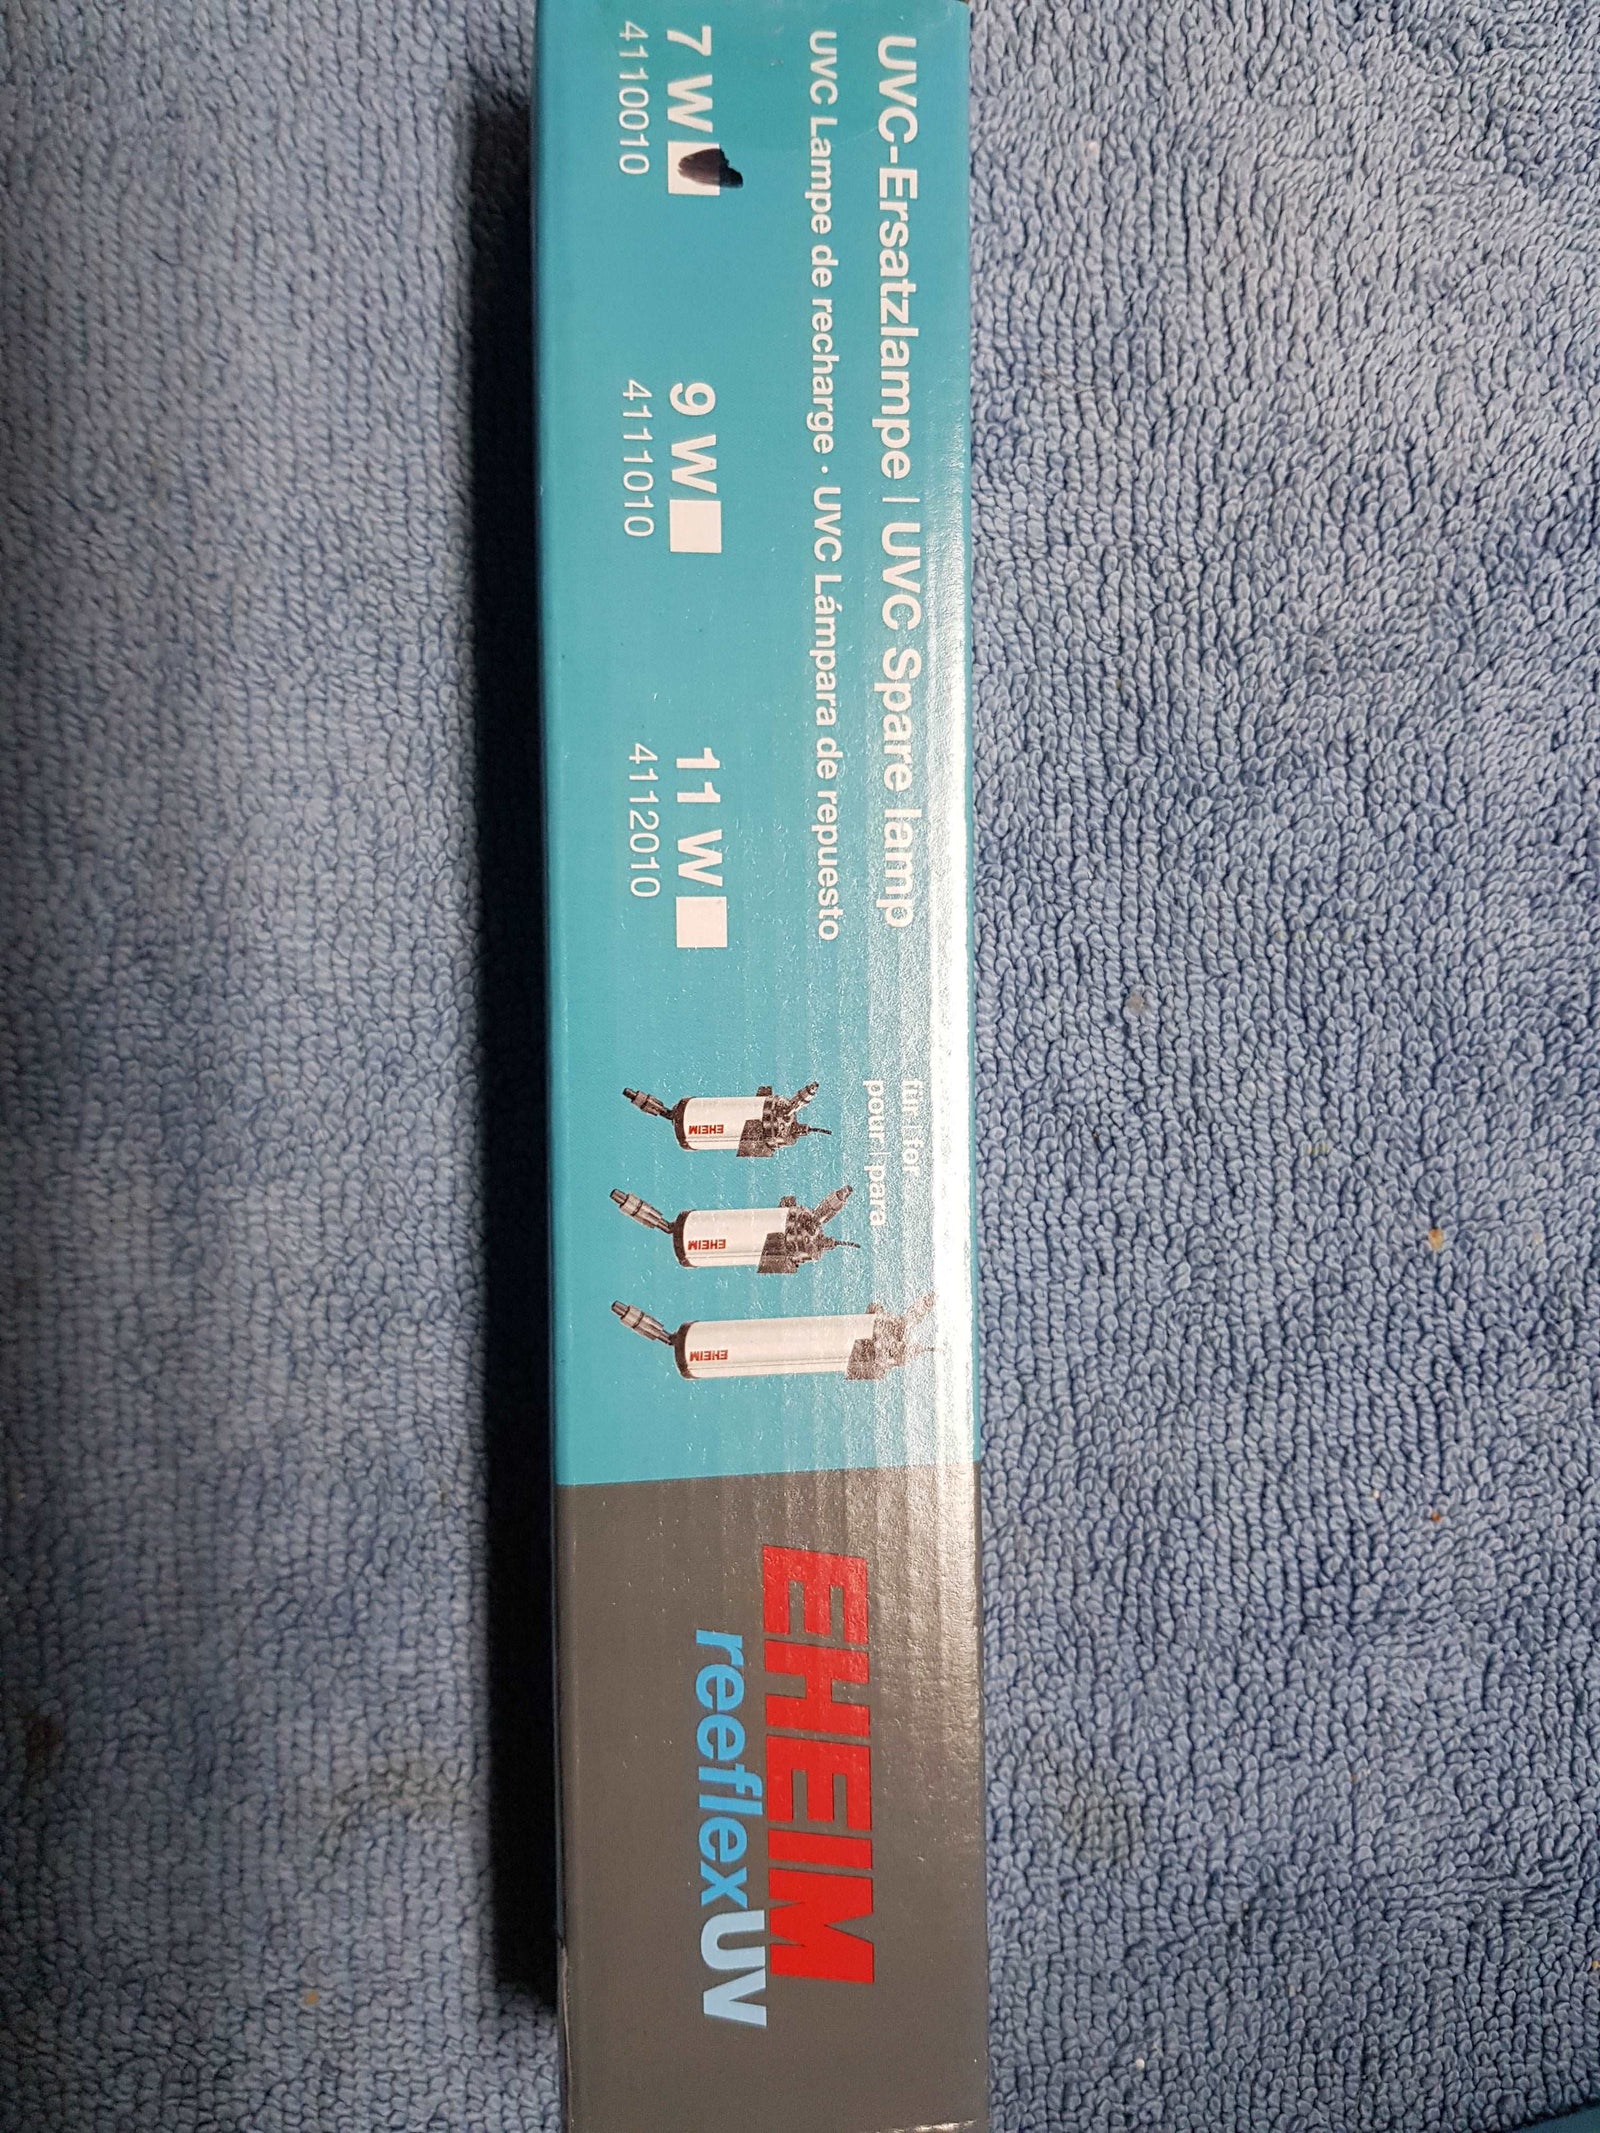 UVC-Ersatzlampe | UVC Spare lamp
UVC Lampe de recharge · UVC Lámpara de repuesto
7 W
4110010
9 W
4111010
11 W
4112010
für | for
pour | para
EHEIM
EHEIM
EHEIM
EHEIM
reeflexUV